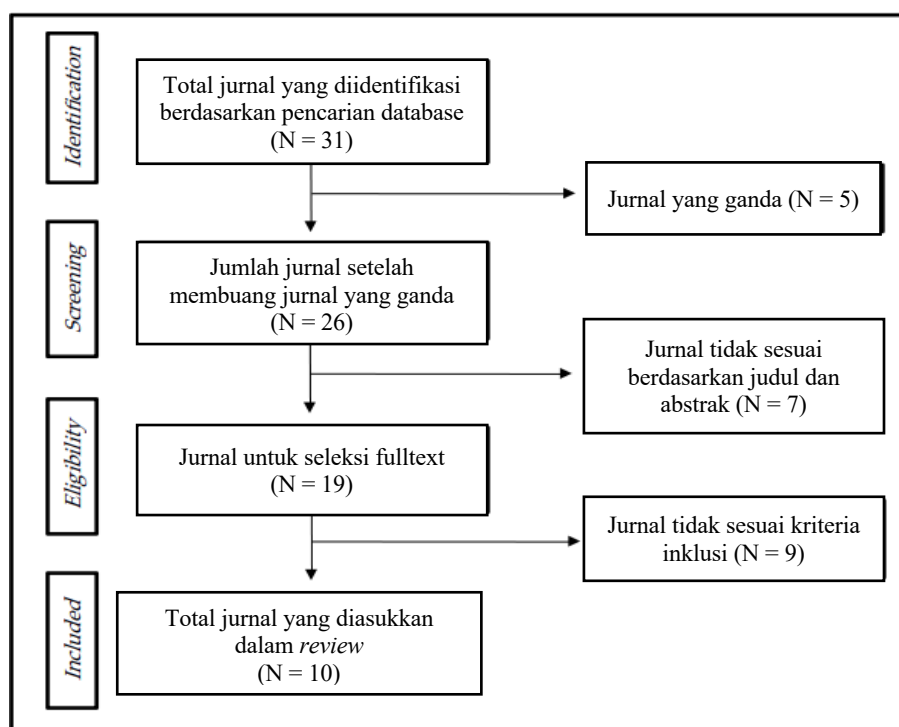 Identification
Total jurnal yang diidentifikasi
berdasarkan pencarian database
(N = 31)
Jurnal yang ganda (N = 5)
Screening
Jumlah jurnal setelah
membuang jurnal yang ganda
(N = 26)
Jurnal tidak sesuai
berdasarkan judul dan
abstrak (N = 7)
Eligibility
Jurnal untuk seleksi fulltext
(N = 19)
Jurnal tidak sesuai kriteria
inklusi (N = 9)
Included
Total jurnal yang diasukkan
dalam review
(N = 10)